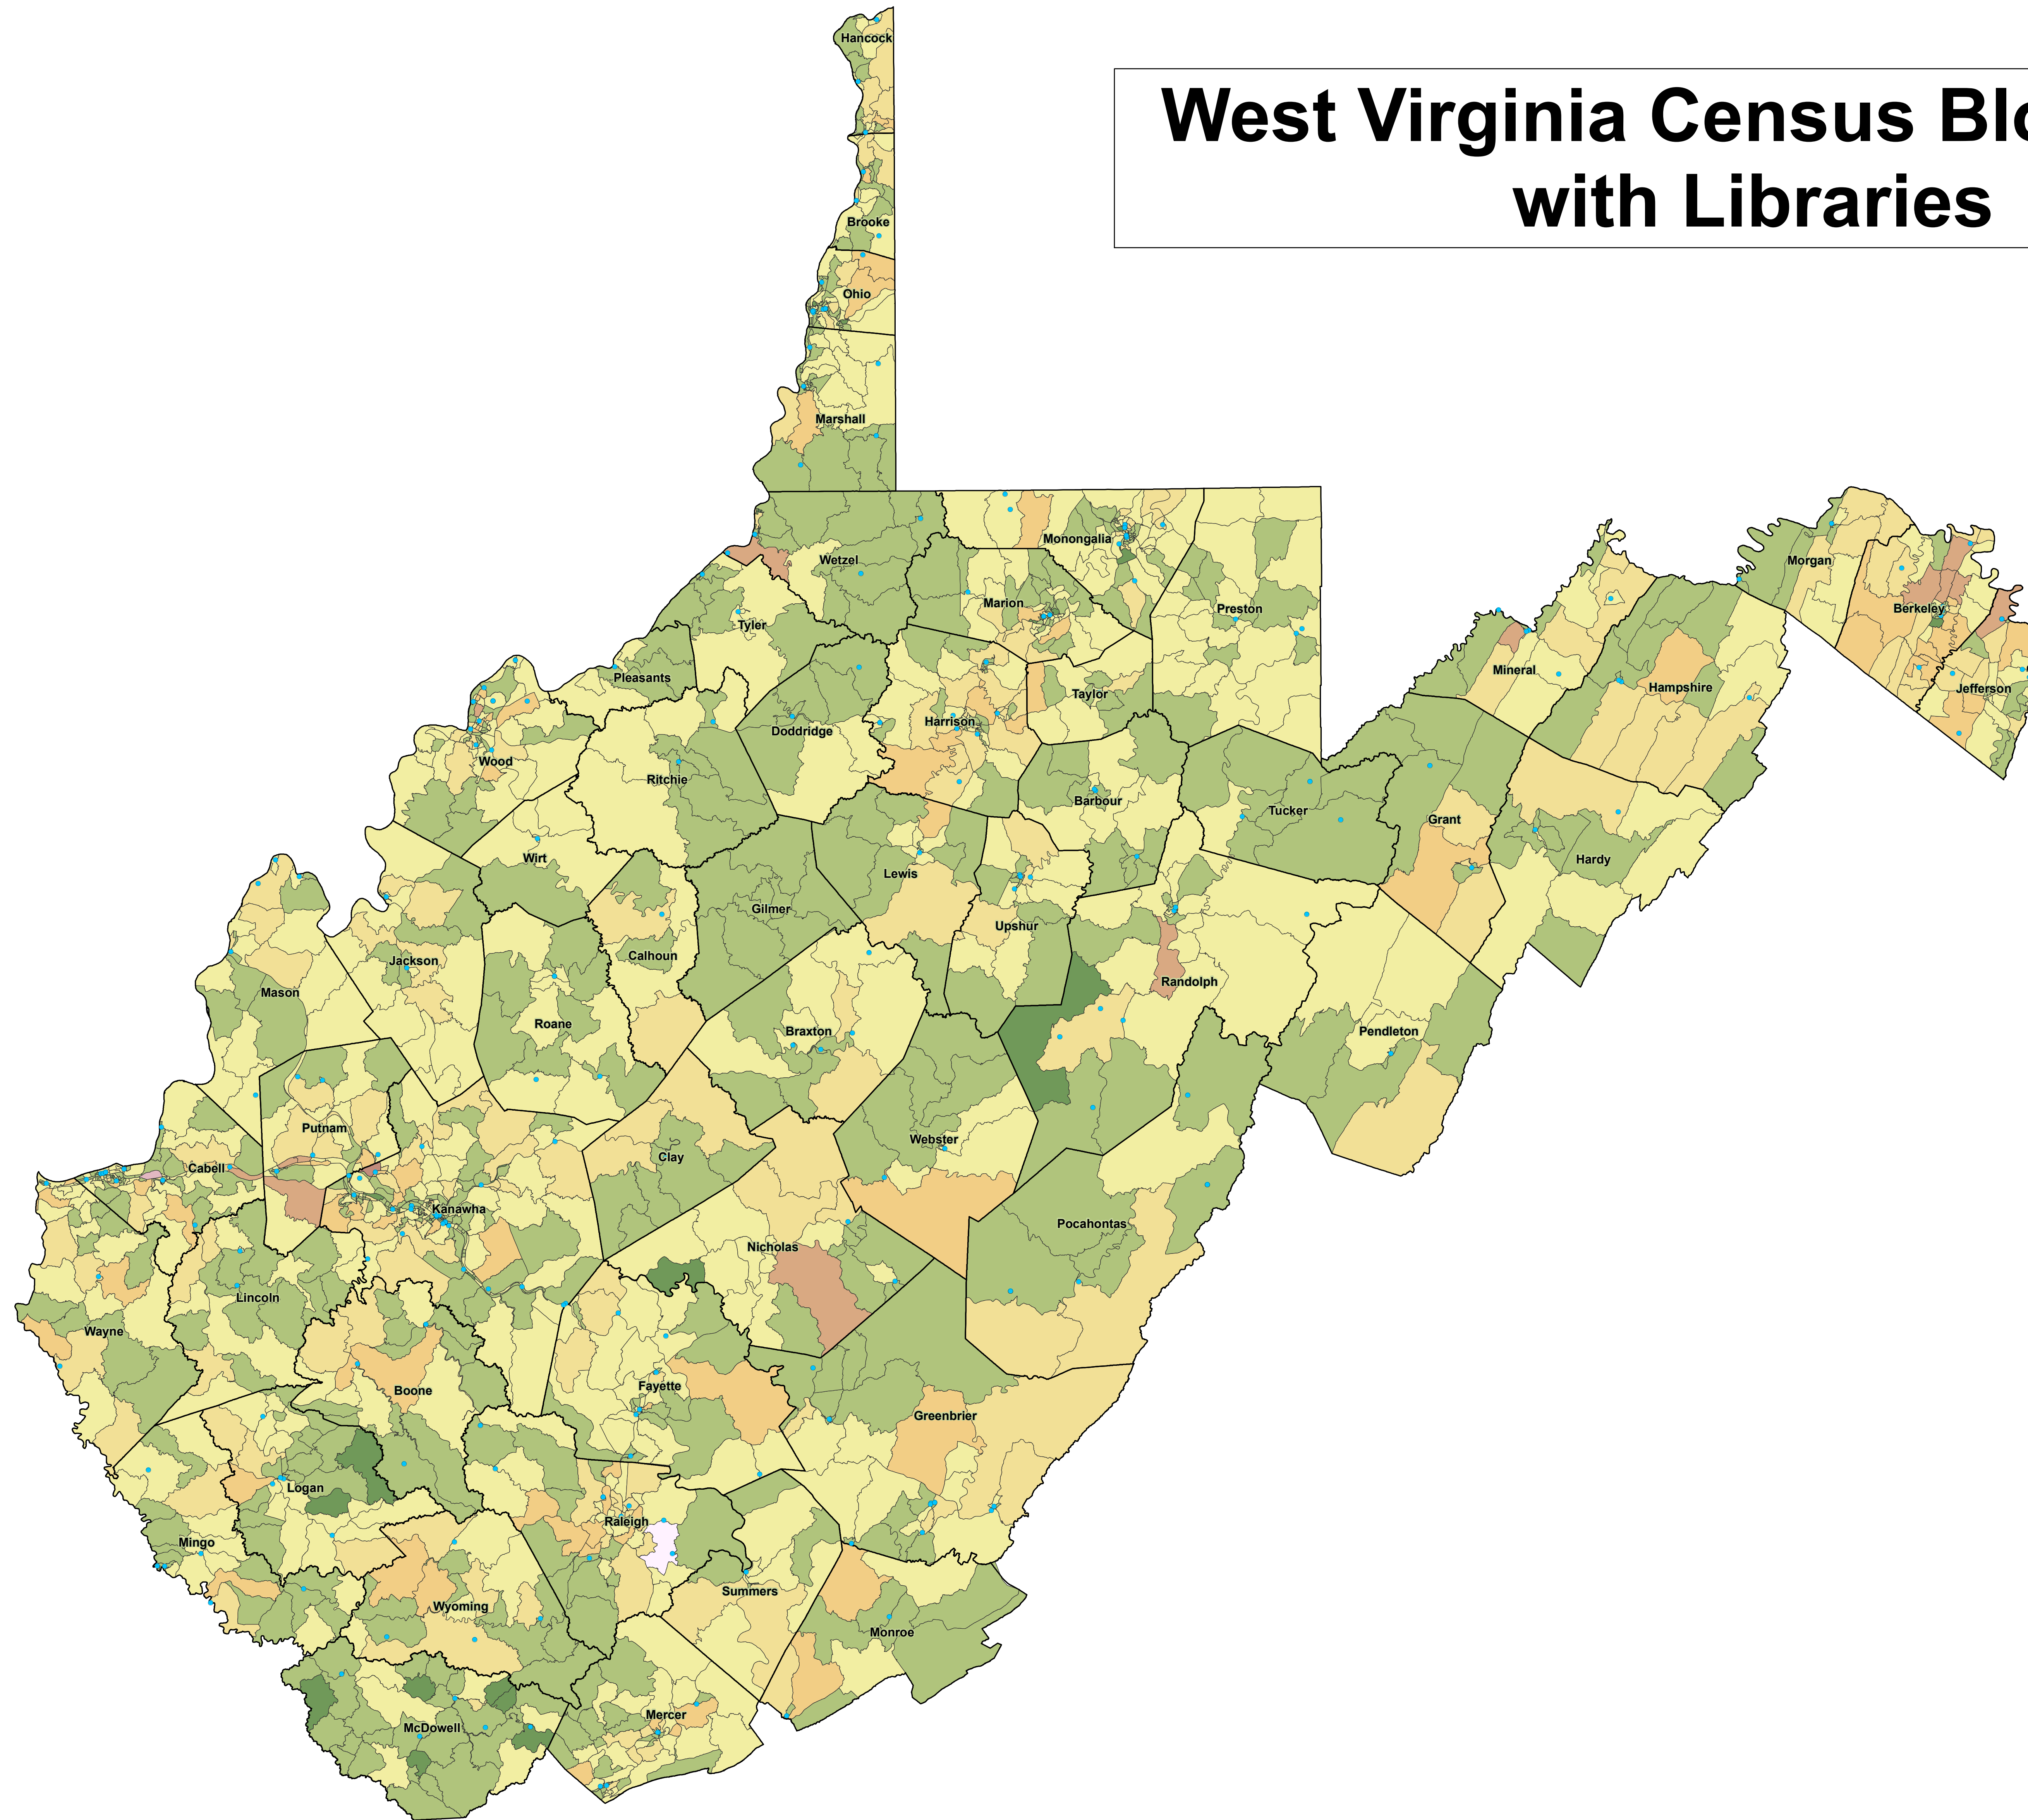 West Virginia Census Blo
with Libraries
Hancock
Brooke
Ohio
Marshall
Monongalia
Wetzel
Morgan
Marion
Preston
Berkeley
Tyler
Mineral
Pleasants
Hampshire
Jefferson
Taylor
Harrison
Doddridge
Wood
Ritchie
Barbour
Tucker
Grant
Wirt
Hardy
Lewis
Gilmer
Upshur
Calhoun
Jackson
Randolph
Mason
Roane
Braxton
Pendleton
Putnam
Webster
Clay
Cabell
Kanawha
Pocahontas
Nicholas
Lincoln
Wayne
Fayette
Boone
Greenbrier
Logan
Raleigh
Mingo
Summers
Wyoming
Monroe
Mercer
McDowell